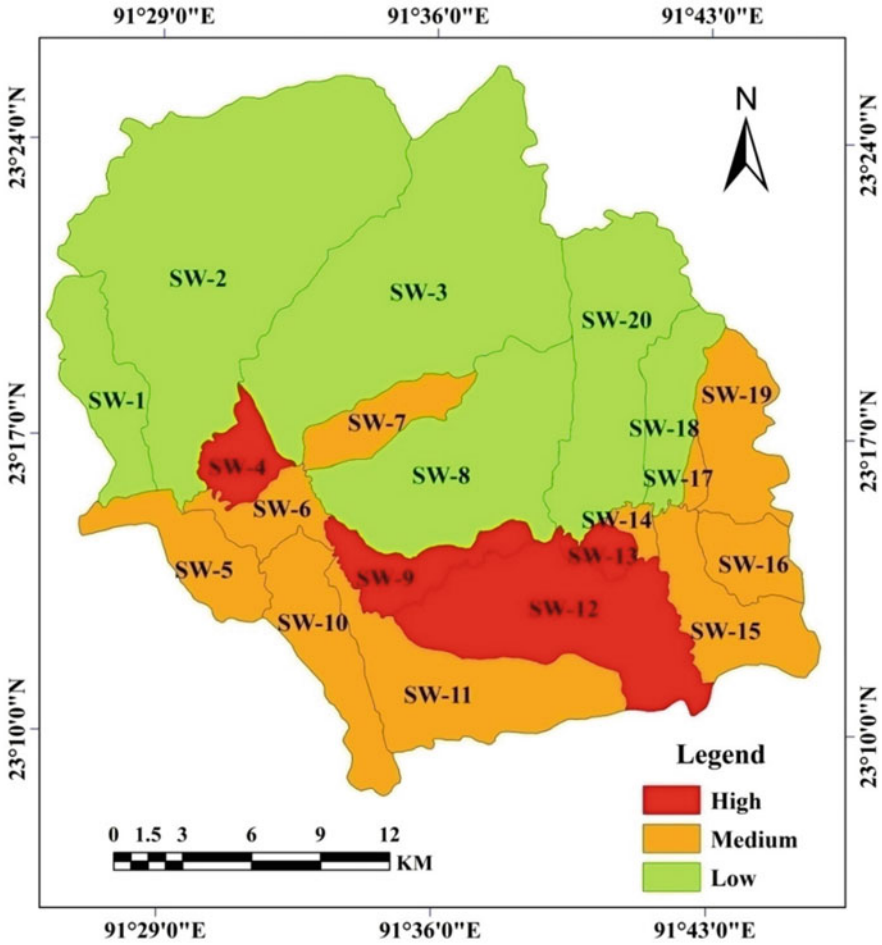 91°29'0"E 91°36'0"E 91°43'0"E
N
23°24'0"N 23°24'0"N
SW-2
SW-3
SW-20
SW-1
SW-19
SW-7
SW-18
23°17'0"N 23°17'0"N
SW-4
SW-8
SW-17
SW-6
SW-14
SW-13
SW-5
SW-16
SW-9
SW-12
SW-10
SW-15
SW-11
23°10'0"N 23°10'0"N
Legend
High
Medium
Low
0 1.5 3 6 9 12
KM
91°29'0"E 91°36'0"E 91°43'0"E